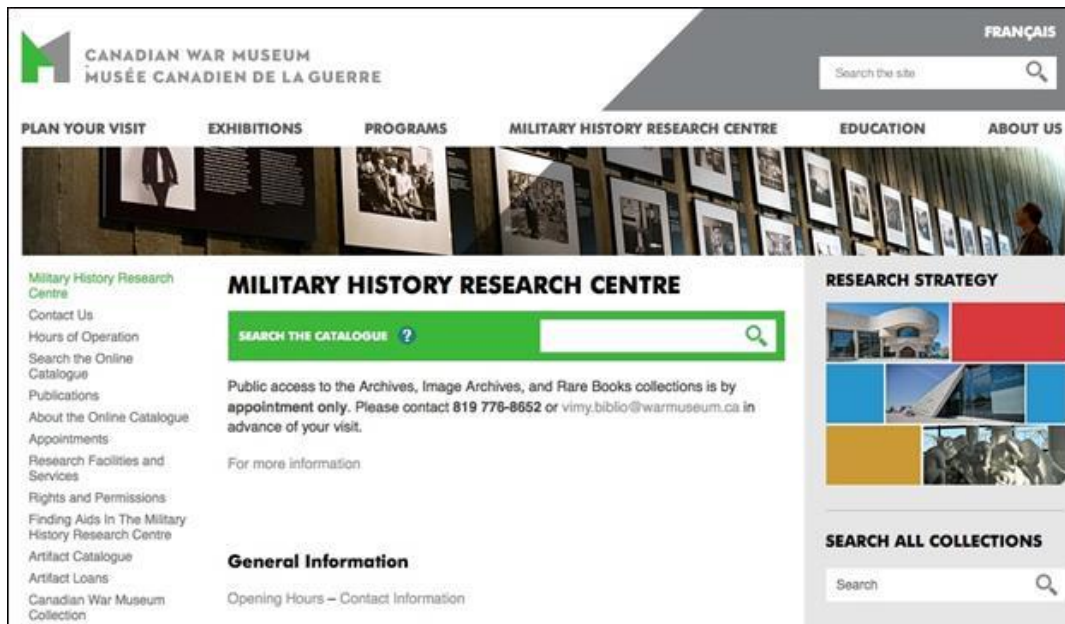 CANADIAN WAR MUSEUM
MUSÉE CANADIEN DE LA GUERRE
FRANÇAIS
Search the site
PLAN YOUR VISIT
EXHIBITIONS
PROGRAMS
MILITARY HISTORY RESEARCH CENTRE
EDUCATION
ABOUT US
Military History Research
Centre
Contact Us
Hours of Operation
Search the Online
Catalogue
Publications
About the Online Catalogue
Appointments
Research Facilities and
Services
Rights and Permissions
Finding Aids In The Military
History Research Centre
Artifact Catalogue
Artifact Loans
Canadian War Museum
Collection
MILITARY HISTORY RESEARCH CENTRE
SEARCH THE CATALOGUE ?
Public access to the Archives, Image Archives, and Rare Books collections is by
appointment only. Please contact 819 776-8652 or vimy.biblio@warmuseum.ca in
advance of your visit.
For more information
General Information
Opening Hours – Contact Information
RESEARCH STRATEGY
SEARCH ALL COLLECTIONS
Search